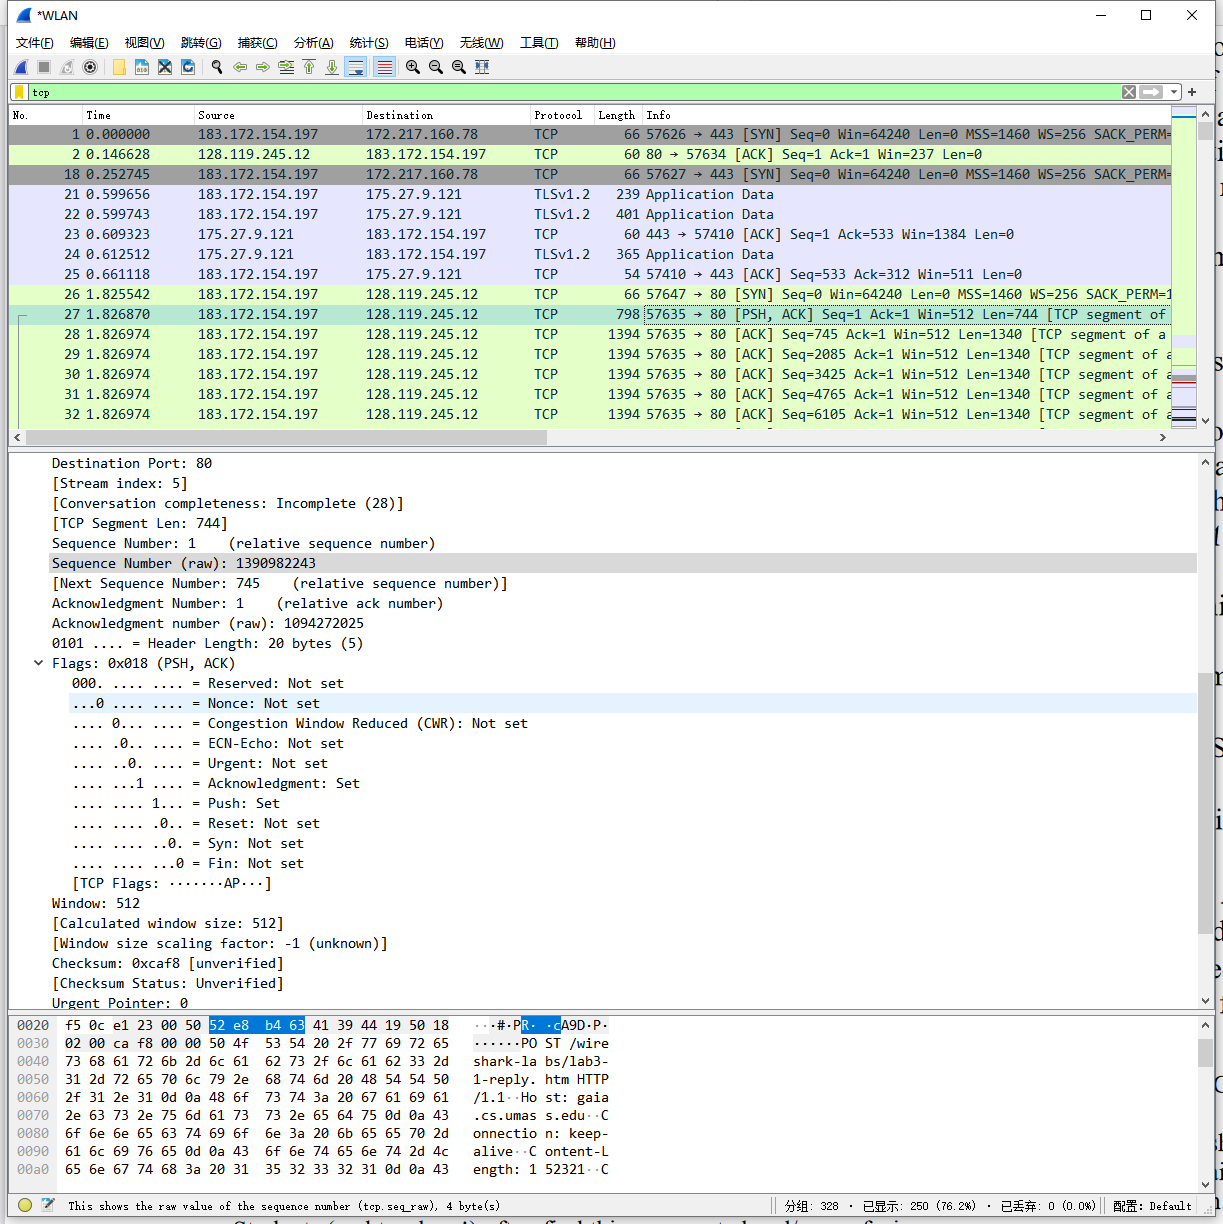 *WLAN
文件(F) 编辑(E) 视图(V) 跳转(G) 捕获(C) 分析(A) 统计(S) 电话(Y) 无线(W) 工具(T) 帮助(H)
tcp
No. Time Source Destination Protocol Length Info
1 0.000000 183.172.154.197 172.217.160.78 TCP 66 57626 → 443 [SYN] Seq=0 Win=64240 Len=0 MSS=1460 WS=256 SACK_PERM=
2 0.146628 128.119.245.12 183.172.154.197 TCP 60 80 → 57634 [ACK] Seq=1 Ack=1 Win=237 Len=0
18 0.252745 183.172.154.197 172.217.160.78 TCP 66 57627 → 443 [SYN] Seq=0 Win=64240 Len=0 MSS=1460 WS=256 SACK_PERM=
21 0.599656 183.172.154.197 175.27.9.121 TLSv1.2 239 Application Data
22 0.599743 183.172.154.197 175.27.9.121 TLSv1.2 401 Application Data
23 0.609323 175.27.9.121 183.172.154.197 TCP 60 443 → 57410 [ACK] Seq=1 Ack=533 Win=1384 Len=0
24 0.612512 175.27.9.121 183.172.154.197 TLSv1.2 365 Application Data
25 0.661118 183.172.154.197 175.27.9.121 TCP 54 57410 → 443 [ACK] Seq=533 Ack=312 Win=511 Len=0
26 1.825542 183.172.154.197 128.119.245.12 TCP 66 57647 → 80 [SYN] Seq=0 Win=64240 Len=0 MSS=1460 WS=256 SACK_PERM=1
27 1.826870 183.172.154.197 128.119.245.12 TCP 798 57635 → 80 [PSH, ACK] Seq=1 Ack=1 Win=512 Len=744 [TCP segment of
28 1.826974 183.172.154.197 128.119.245.12 TCP 1394 57635 → 80 [ACK] Seq=745 Ack=1 Win=512 Len=1340 [TCP segment of a
29 1.826974 183.172.154.197 128.119.245.12 TCP 1394 57635 → 80 [ACK] Seq=2085 Ack=1 Win=512 Len=1340 [TCP segment of a
30 1.826974 183.172.154.197 128.119.245.12 TCP 1394 57635 → 80 [ACK] Seq=3425 Ack=1 Win=512 Len=1340 [TCP segment of a
31 1.826974 183.172.154.197 128.119.245.12 TCP 1394 57635 → 80 [ACK] Seq=4765 Ack=1 Win=512 Len=1340 [TCP segment of a
32 1.826974 183.172.154.197 128.119.245.12 TCP 1394 57635 → 80 [ACK] Seq=6105 Ack=1 Win=512 Len=1340 [TCP segment of a
Destination Port: 80
[Stream index: 5]
[Conversation completeness: Incomplete (28)]
[TCP Segment Len: 744]
Sequence Number: 1 (relative sequence number)
Sequence Number (raw): 1390982243
[Next Sequence Number: 745 (relative sequence number)]
Acknowledgment Number: 1 (relative ack number)
Acknowledgment number (raw): 1094272025
0101 .... = Header Length: 20 bytes (5)
Flags: 0x018 (PSH, ACK)
000. .... .... = Reserved: Not set
...0 .... .... = Nonce: Not set
.... 0... .... = Congestion Window Reduced (CWR): Not set
.... .0.. .... = ECN-Echo: Not set
.... ..0. .... = Urgent: Not set
.... ...1 .... = Acknowledgment: Set
.... .... 1... = Push: Set
.... .... .0.. = Reset: Not set
.... .... ..0. = Syn: Not set
.... .... ...0 = Fin: Not set
[TCP Flags: ·······AP···]
Window: 512
[Calculated window size: 512]
[Window size scaling factor: -1 (unknown)]
Checksum: 0xcaf8 [unverified]
[Checksum Status: Unverified]
Urgent Pointer: 0
0020 f5 0c e1 23 00 50 52 e8 b4 63 41 39 44 19 50 18 ···#·PR· ·cA9D·P·
0030 02 00 ca f8 00 00 50 4f 53 54 20 2f 77 69 72 65 ······PO ST /wire
0040 73 68 61 72 6b 2d 6c 61 62 73 2f 6c 61 62 33 2d shark-la bs/lab3-
0050 31 2d 72 65 70 6c 79 2e 68 74 6d 20 48 54 54 50 1-reply. htm HTTP
0060 2f 31 2e 31 0d 0a 48 6f 73 74 3a 20 67 61 69 61 /1.1··Ho st: gaia
0070 2e 63 73 2e 75 6d 61 73 73 2e 65 64 75 0d 0a 43 .cs.umas s.edu··C
0080 6f 6e 6e 65 63 74 69 6f 6e 3a 20 6b 65 65 70 2d onnectio n: keep-
0090 61 6c 69 76 65 0d 0a 43 6f 6e 74 65 6e 74 2d 4c alive··C ontent-L
00a0 65 6e 67 74 68 3a 20 31 35 32 33 32 31 0d 0a 43 ength: 1 52321··C
This shows the raw value of the sequence number (tcp.seq_raw), 4 byte(s) 分组: 328 · 已显示: 250 (76.2%) · 已丢弃: 0 (0.0%) 配置: Default